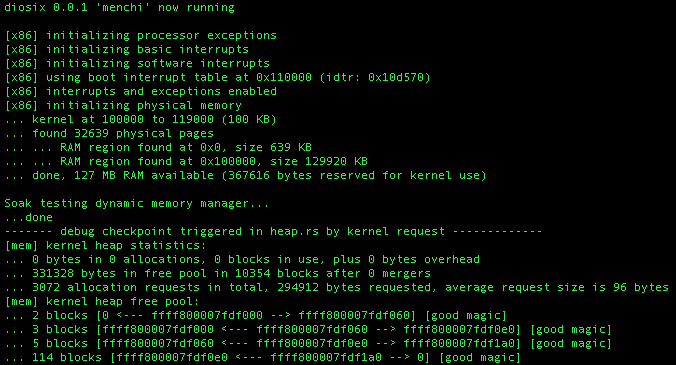 diosix 0.0.1 'menchi' now running
[x86] initializing processor exceptions
[x86] initializing basic interrupts
[x86] initializing software interrupts
[x86] using boot interrupt table at 0x110000 (idtr: 0x10d570)
[x86] interrupts and exceptions enabled
[x86] initializing physical memory
... kernel at 100000 to 119000 (100 KB)
... found 32639 physical pages
... ... RAM region found at 0x0, size 639 KB
... ... RAM region found at 0x100000, size 129920 KB
... done, 127 MB RAM available (367616 bytes reserved for kernel use)
Soak testing dynamic memory manager...
...done
------- debug checkpoint triggered in heap.rs by kernel request -------------
[mem] kernel heap statistics:
... 0 bytes in 0 allocations, 0 blocks in use, plus 0 bytes overhead
... 331328 bytes in free pool in 10354 blocks after 0 mergers
... 3072 allocation requests in total, 294912 bytes requested, average request size is 96 bytes
[mem] kernel heap free pool:
... 2 blocks [0 <--- ffff800007fdf000 --> ffff800007fdf060] [good magic]
... 3 blocks [ffff800007fdf000 <--- ffff800007fdf060 --> ffff800007fdf0e0] [good magic]
... 5 blocks [ffff800007fdf060 <--- ffff800007fdf0e0 --> ffff800007fdf1a0] [good magic]
... 114 blocks [ffff800007fdf0e0 <--- ffff800007fdf1a0 --> 0] [good magic]